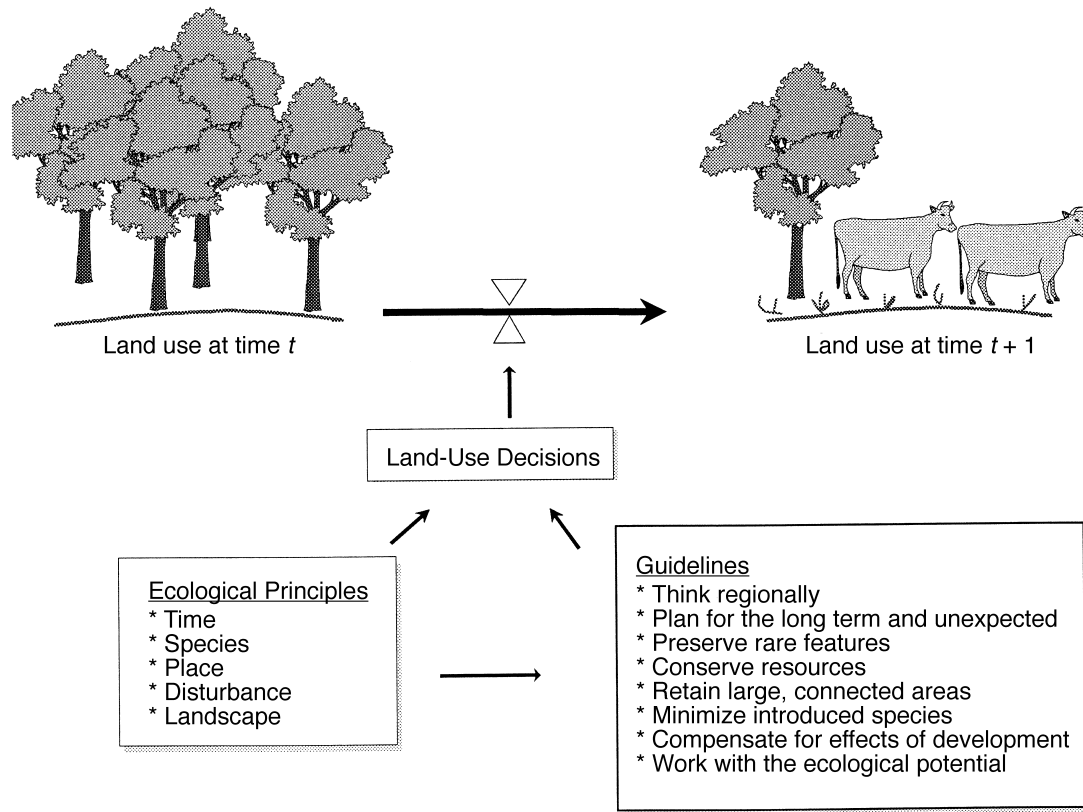 Land use at time t
Land use at time t + 1
Land-Use Decisions
Ecological Principles
* Time
* Species
* Place
* Disturbance
* Landscape
Guidelines
* Think regionally
* Plan for the long term and unexpected
* Preserve rare features
* Conserve resources
* Retain large, connected areas
* Minimize introduced species
* Compensate for effects of development
* Work with the ecological potential